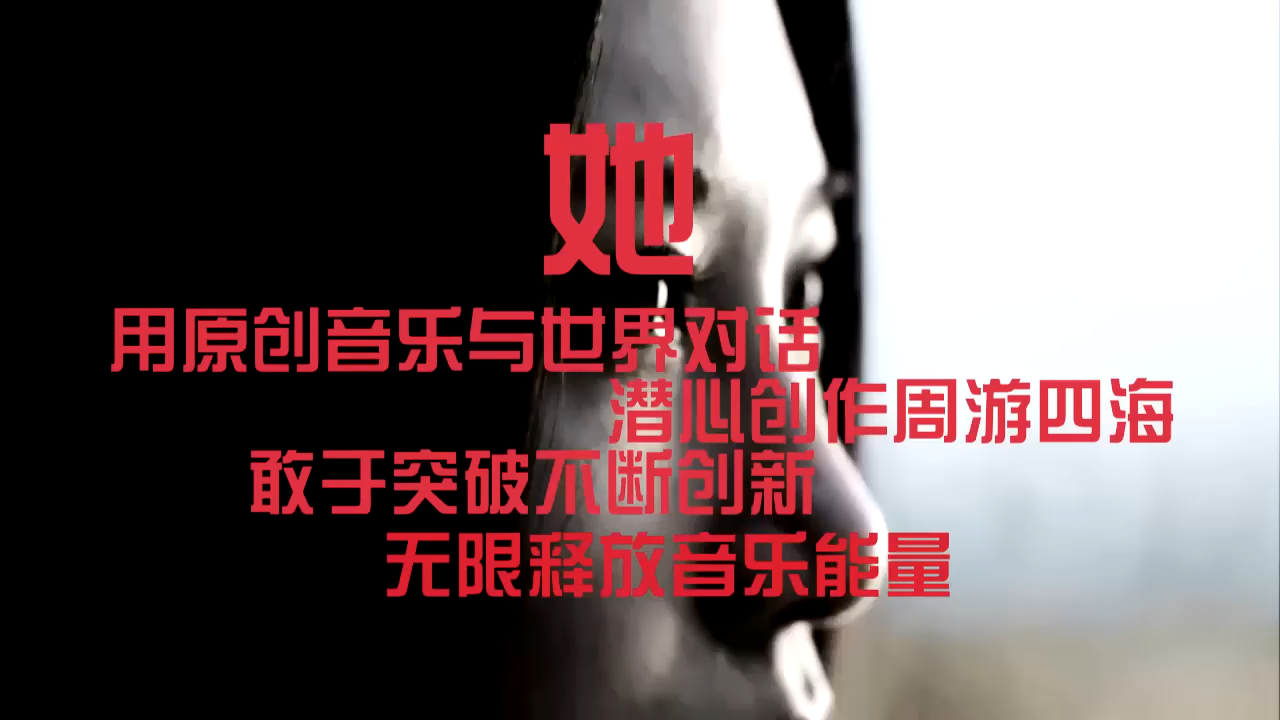 她
用原创音乐与世界对话
潜心创作周游四海
敢于突破不断创新
无限释放音乐能量